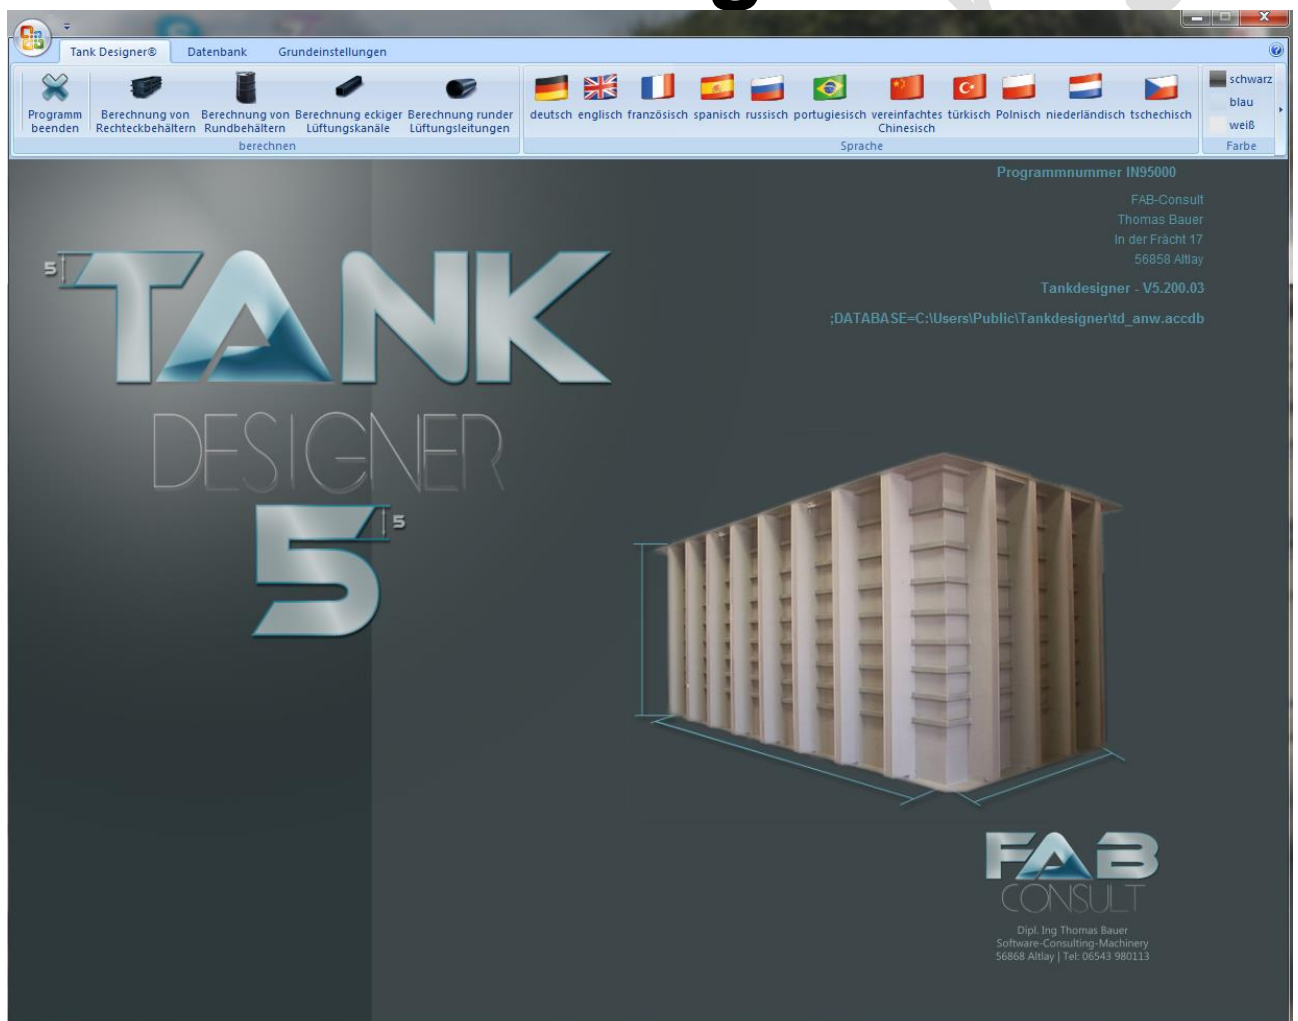 Tank Designer® Datenbank Grundeinstellungen
Programm
beenden
Berechnung von
Rechteckbehältern
Berechnung von
Rundbehältern
Berechnung eckiger
Lüftungskanäle
Berechnung runder
Lüftungsleitungen
berechnen
deutsch
englisch
französisch
spanisch
russisch
portugiesisch
vereinfachtes
Chinesisch
türkisch
Polnisch
niederländisch
tschechisch
Sprache
schwarz
blau
weiß
Farbe
Programmnummer IN95000
FAB-Consult
Thomas Bauer
In der Frächt 17
56858 Altlay
Tankdesigner - V5.200.03
;DATABASE=C:\Users\Public\Tankdesigner\td_anw.accdb
5
TANK
DESIGNER
5
5
FAB
CONSULT
Dipl. Ing Thomas Bauer
Software-Consulting-Machinery
56868 Altlay | Tel: 06543 980113